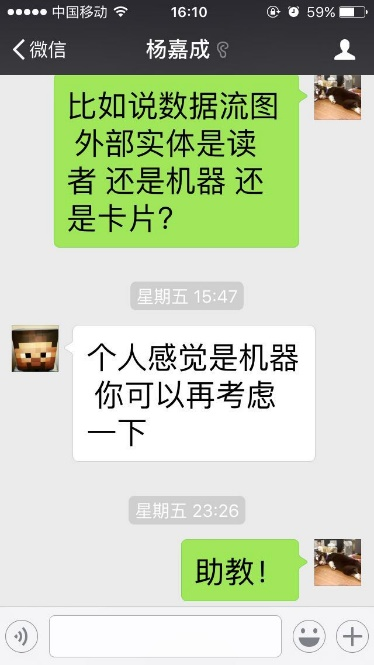 中国移动 16:10 59%
微信 杨嘉成
比如说数据流图
外部实体是读
者 还是机器 还
是卡片?
星期五 15:47
个人感觉是机器
你可以再考虑
一下
星期五 23:26
助教!